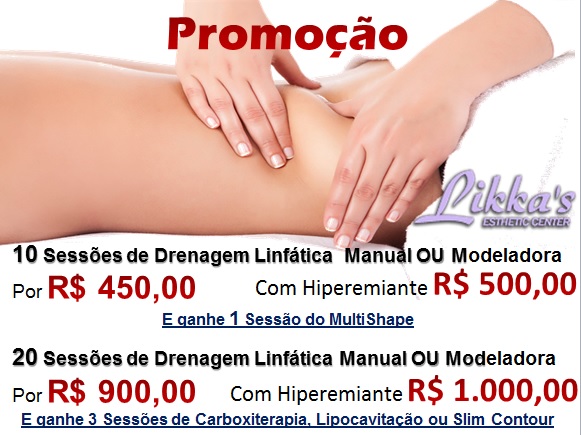 Promoção
Likka's
ESTHETIC CENTER
10 Sessões de Drenagem Linfática Manual OU Modeladora
Por R$ 450,00 Com Hiperemiante R$ 500,00
E ganhe 1 Sessão do MultiShape
20 Sessões de Drenagem Linfática Manual OU Modeladora
Por R$ 900,00 Com Hiperemiante R$ 1.000,00
E ganhe 3 Sessões de Carboxiterapia, Lipocavitação ou Slim Contour